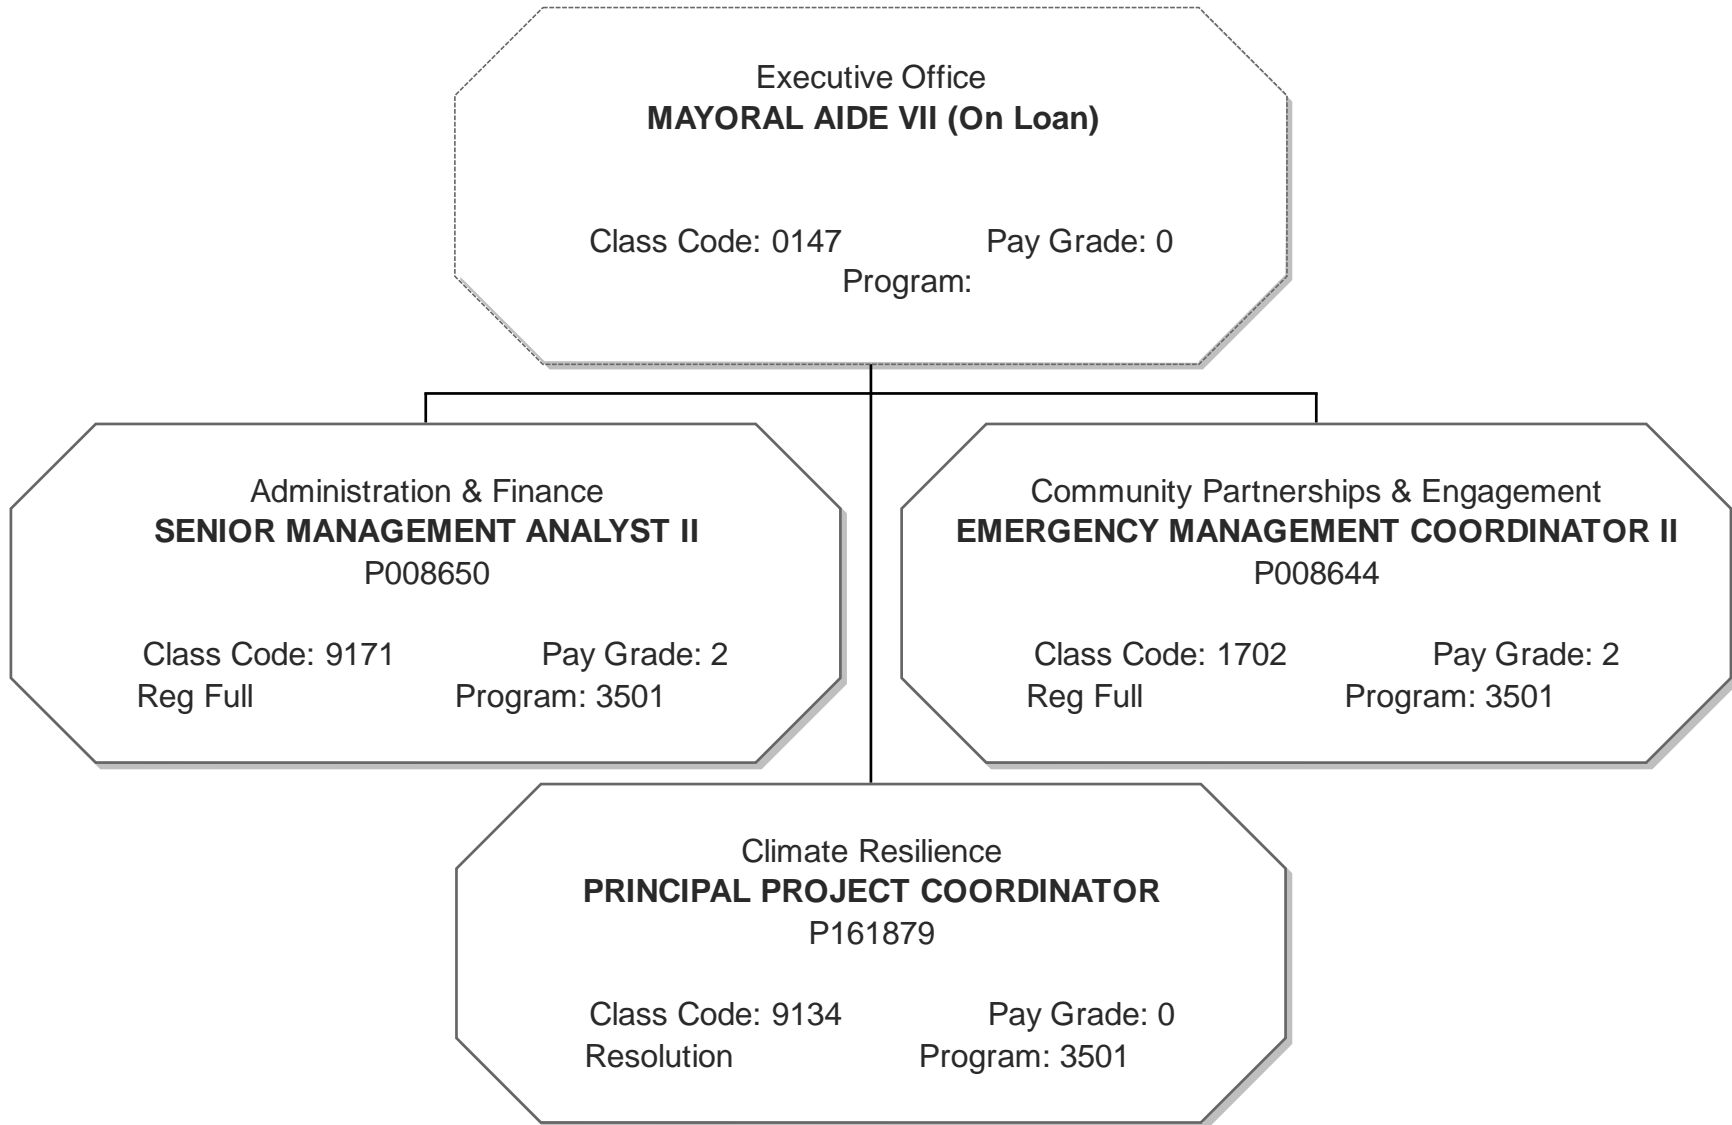 Executive Office
MAYORAL AIDE VII (On Loan)
Class Code: 0147 Pay Grade: 0
Program:
Administration & Finance
SENIOR MANAGEMENT ANALYST II
P008650
Class Code: 9171 Pay Grade: 2
Reg Full Program: 3501
Community Partnerships & Engagement
EMERGENCY MANAGEMENT COORDINATOR II
P008644
Class Code: 1702 Pay Grade: 2
Reg Full Program: 3501
Climate Resilience
PRINCIPAL PROJECT COORDINATOR
P161879
Class Code: 9134 Pay Grade: 0
Resolution Program: 3501